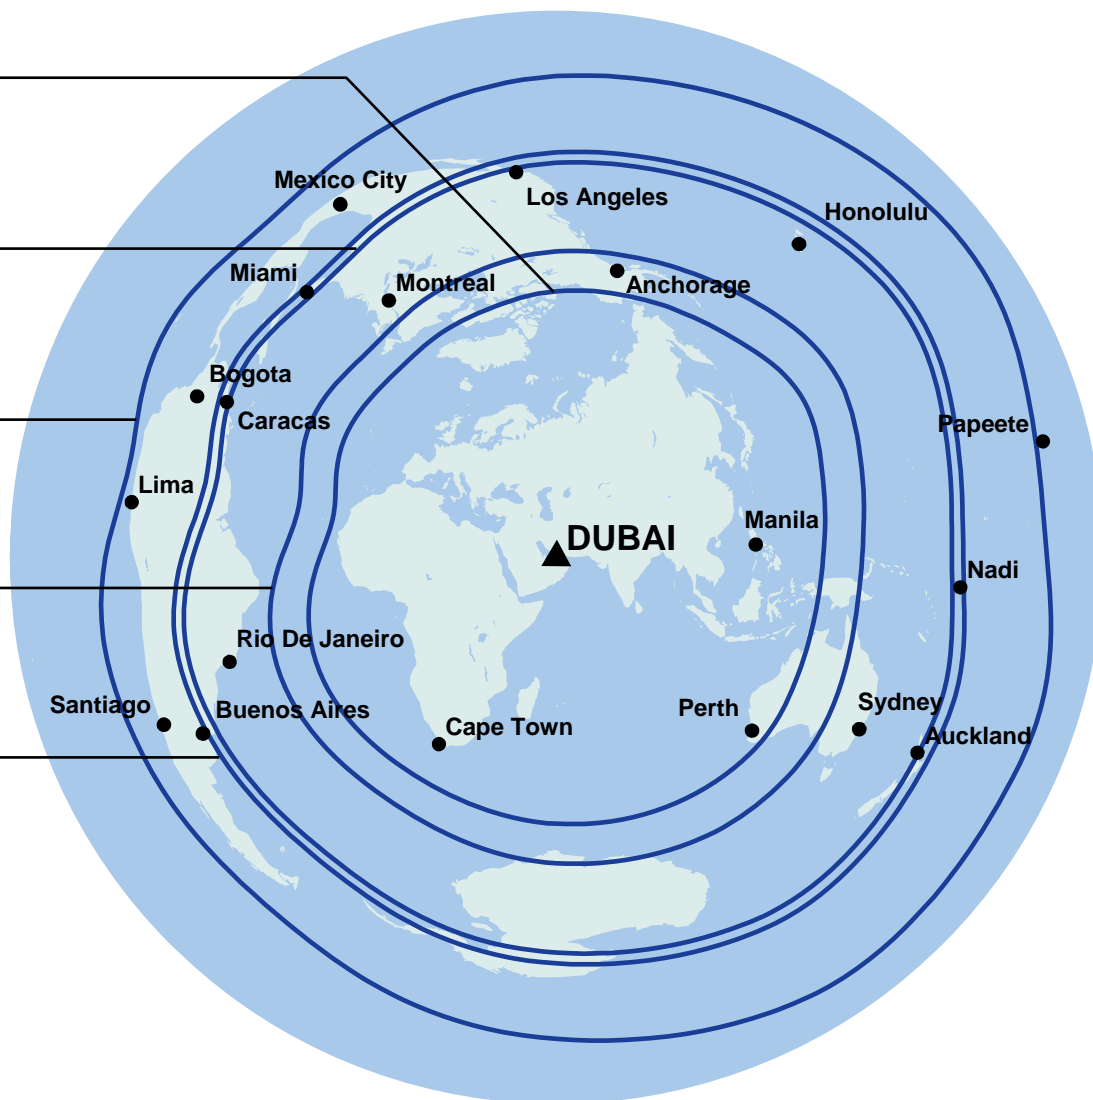 Mexico City
Los Angeles
Honolulu
Miami
Montreal
Anchorage
Bogota
Caracas
Papeete
Lima
Manila
DUBAI
Nadi
Rio De Janeiro
Santiago
Buenos Aires
Cape Town
Perth
Sydney
Auckland